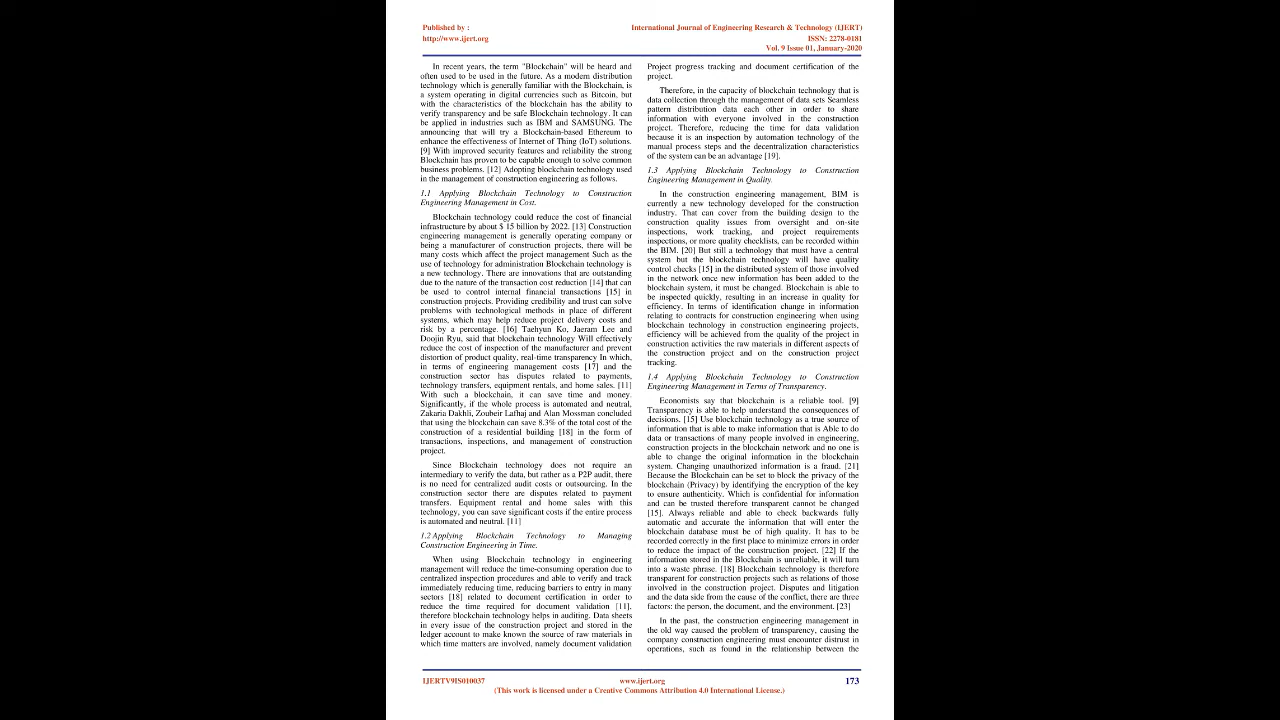 Published by :
http://www.ijert.org
International Journal of Engineering Research & Technology (IJERT)
ISSN: 2278-0181
Vol. 9 Issue 01, January-2020
In recent years, the term "Blockchain" will be heard and
often used to be used in the future. As a modern distribution
technology which is generally familiar with the Blockchain, is
a system operating in digital currencies such as Bitcoin, but
with the characteristics of the blockchain has the ability to
verify transparency and be safe Blockchain technology. It can
be applied in industries such as IBM and SAMSUNG. The
announcing that will try a Blockchain-based Ethereum to
enhance the effectiveness of Internet of Thing (IoT) solutions.
[9] With improved security features and reliability the strong
Blockchain has proven to be capable enough to solve common
business problems. [12] Adopting blockchain technology used
in the management of construction engineering as follows.
1.1 Applying Blockchain Technology to Construction
Engineering Management in Cost.
Blockchain technology could reduce the cost of financial
infrastructure by about $ 15 billion by 2022. [13] Construction
engineering management is generally operating company or
being a manufacturer of construction projects, there will be
many costs which affect the project management Such as the
use of technology for administration Blockchain technology is
a new technology. There are innovations that are outstanding
due to the nature of the transaction cost reduction [14] that can
be used to control internal financial transactions [15] in
construction projects. Providing credibility and trust can solve
problems with technological methods in place of different
systems, which may help reduce project delivery costs and
risk by a percentage. [16] Taehyun Ko, Jaeram Lee and
Doojin Ryu, said that blockchain technology Will effectively
reduce the cost of inspection of the manufacturer and prevent
distortion of product quality, real-time transparency In which,
in terms of engineering management costs [17] and the
construction sector has disputes related to payments,
technology transfers, equipment rentals, and home sales. [11]
With such a blockchain, it can save time and money.
Significantly, if the whole process is automated and neutral,
Zakaria Dakhli, Zoubeir Lafhaj and Alan Mossman concluded
that using the blockchain can save 8.3% of the total cost of the
construction of a residential building [18] in the form of
transactions, inspections, and management of construction
project.
Since Blockchain technology does not require an
intermediary to verify the data, but rather as a P2P audit, there
is no need for centralized audit costs or outsourcing. In the
construction sector there are disputes related to payment
transfers. Equipment rental and home sales with this
technology, you can save significant costs if the entire process
is automated and neutral. [11]
1.2 Applying Blockchain Technology to Managing
Construction Engineering in Time.
When using Blockchain technology in engineering
management will reduce the time-consuming operation due to
centralized inspection procedures and able to verify and track
immediately reducing time, reducing barriers to entry in many
sectors [18] related to document certification in order to
reduce the time required for document validation [11],
therefore blockchain technology helps in auditing. Data sheets
in every issue of the construction project and stored in the
ledger account to make known the source of raw materials in
which time matters are involved, namely document validation
Project progress tracking and document certification of the
project.
Therefore, in the capacity of blockchain technology that is
data collection through the management of data sets Seamless
pattern distribution data each other in order to share
information with everyone involved in the construction
project. Therefore, reducing the time for data validation
because it is an inspection by automation technology of the
manual process steps and the decentralization characteristics
of the system can be an advantage [19].
1.3 Applying Blockchain Technology to Construction
Engineering Management in Quality.
In the construction engineering management, BIM is
currently a new technology developed for the construction
industry. That can cover from the building design to the
construction quality issues from oversight and on-site
inspections, work tracking, and project requirements
inspections, or more quality checklists, can be recorded within
the BIM. [20] But still a technology that must have a central
system but the blockchain technology will have quality
control checks [15] in the distributed system of those involved
in the network once new information has been added to the
blockchain system, it must be changed. Blockchain is able to
be inspected quickly, resulting in an increase in quality for
efficiency. In terms of identification change in information
relating to contracts for construction engineering when using
blockchain technology in construction engineering projects,
efficiency will be achieved from the quality of the project in
construction activities the raw materials in different aspects of
the construction project and on the construction project
tracking.
1.4 Applying Blockchain Technology to Construction
Engineering Management in Terms of Transparency.
Economists say that blockchain is a reliable tool. [9]
Transparency is able to help understand the consequences of
decisions. [15] Use blockchain technology as a true source of
information that is able to make information that is Able to do
data or transactions of many people involved in engineering,
construction projects in the blockchain network and no one is
able to change the original information in the blockchain
system. Changing unauthorized information is a fraud. [21]
Because the Blockchain can be set to block the privacy of the
blockchain (Privacy) by identifying the encryption of the key
to ensure authenticity. Which is confidential for information
and can be trusted therefore transparent cannot be changed
[15]. Always reliable and able to check backwards fully
automatic and accurate the information that will enter the
blockchain database must be of high quality. It has to be
recorded correctly in the first place to minimize errors in order
to reduce the impact of the construction project. [22] If the
information stored in the Blockchain is unreliable, it will turn
into a waste phrase. [18] Blockchain technology is therefore
transparent for construction projects such as relations of those
involved in the construction project. Disputes and litigation
and the data side from the cause of the conflict, there are three
factors: the person, the document, and the environment. [23]
In the past, the construction engineering management in
the old way caused the problem of transparency, causing the
company construction engineering must encounter distrust in
operations, such as found in the relationship between the
IJERTV9IS010037
www.ijert.org
173
(This work is licensed under a Creative Commons Attribution 4.0 International License.)